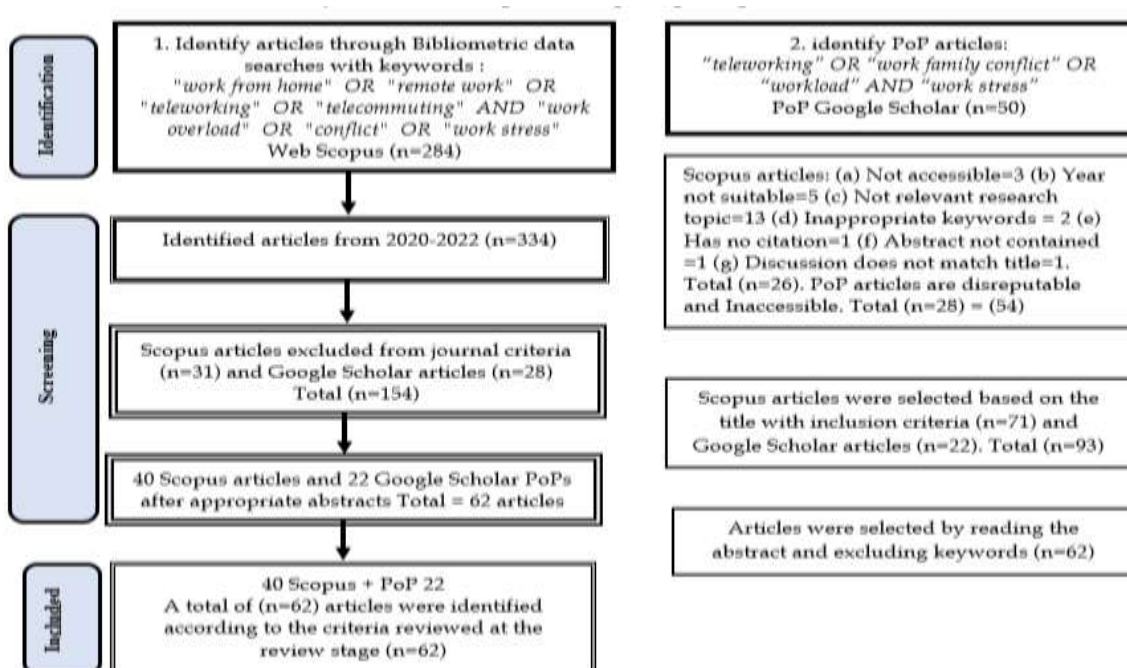 Identification
1. Identify articles through Bibliometric data
searches with keywords :
"work from home" OR "remote work" OR
"teleworking" OR "telecommuting" AND "work
overload" OR "conflict" OR "work stress"
Web Scopus (n=284)
2. identify PoP articles:
"teleworking" OR "work family conflict" OR
"workload" AND "work stress"
PoP Google Scholar (n=50)
Scopus articles: (a) Not accessible=3 (b) Year
not suitable=5 (c) Not relevant research
topic=13 (d) Inappropriate keywords = 2 (e)
Has no citation=1 (f) Abstract not contained
=1 (g) Discussion does not match title=1.
Total (n=26). PoP articles are disreputable
and Inaccessible. Total (n=28) = (54)
Screening
Identified articles from 2020-2022 (n=334)
Scopus articles excluded from journal criteria
(n=31) and Google Scholar articles (n=28)
Total (n=154)
Scopus articles were selected based on the
title with inclusion criteria (n=71) and
Google Scholar articles (n=22). Total (n=93)
40 Scopus articles and 22 Google Scholar PoPs
after appropriate abstracts Total = 62 articles
Articles were selected by reading the
abstract and excluding keywords (n=62)
Included
40 Scopus + PoP 22
A total of (n=62) articles were identified
according to the criteria reviewed at the
review stage (n=62)